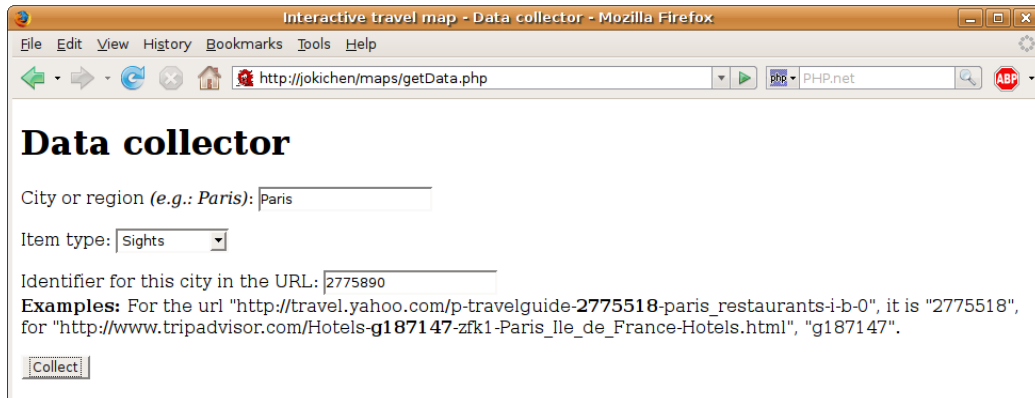 Interactive travel map - Data collector - Mozilla Firefox
File Edit View History Bookmarks Tools Help
http://jokichen/maps/getData.php php PHP.net ABP
Data collector
City or region (e.g.: Paris): Paris
Item type: Sights
Identifier for this city in the URL: 2775890
Examples: For the url "http://travel.yahoo.com/p-travelguide-2775518-paris_restaurants-i-b-0", it is "2775518",
for "http://www.tripadvisor.com/Hotels-g187147-zfk1-Paris_Ile_de_France-Hotels.html", "g187147".
Collect